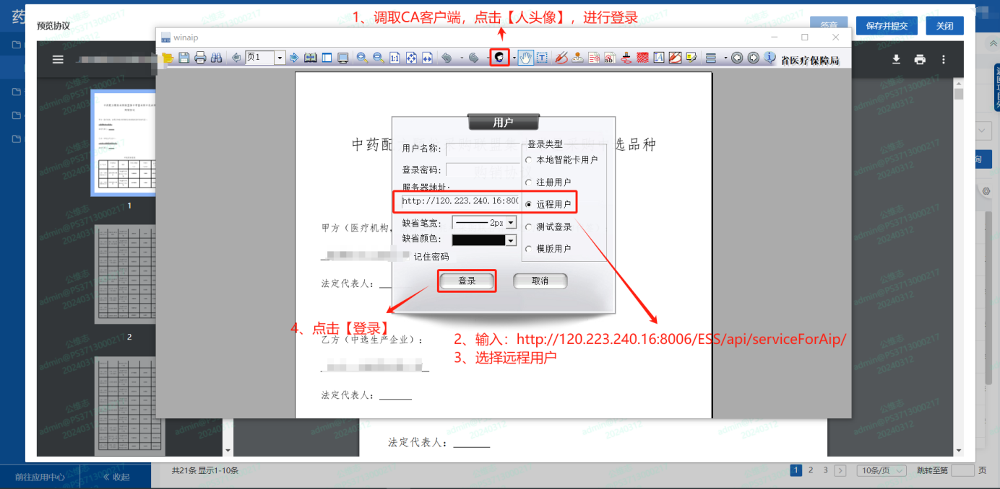 1、调取CA客户端，点击【人头像】，进行登录
药
预览协议
签章
保存并提交
关闭
winaip
页1
省医疗保障局
用户
中药配
选品种
用户名称:
登录密码:
服务器地址:
http://120.223.240.16:800
登录类型
本地智能卡用户
注册用户
远程用户
测试登录
模版用户
缺省笔宽:
2px
缺省颜色:
记住密码
登录
取消
甲方（医疗机构,
法定代表人：
4、点击【登录】
2、输入：http://120.223.240.16:8006/ESS/api/serviceForAip/
3、选择远程用户
乙方（中选生产企业）：
法定代表人：
法定代表人：
1
2
公维志
admin@PS3713000217
20240312
前往应用中心
《 收起
共21条 显示1-10条
1 2 3
10条/页
跳转至第
页